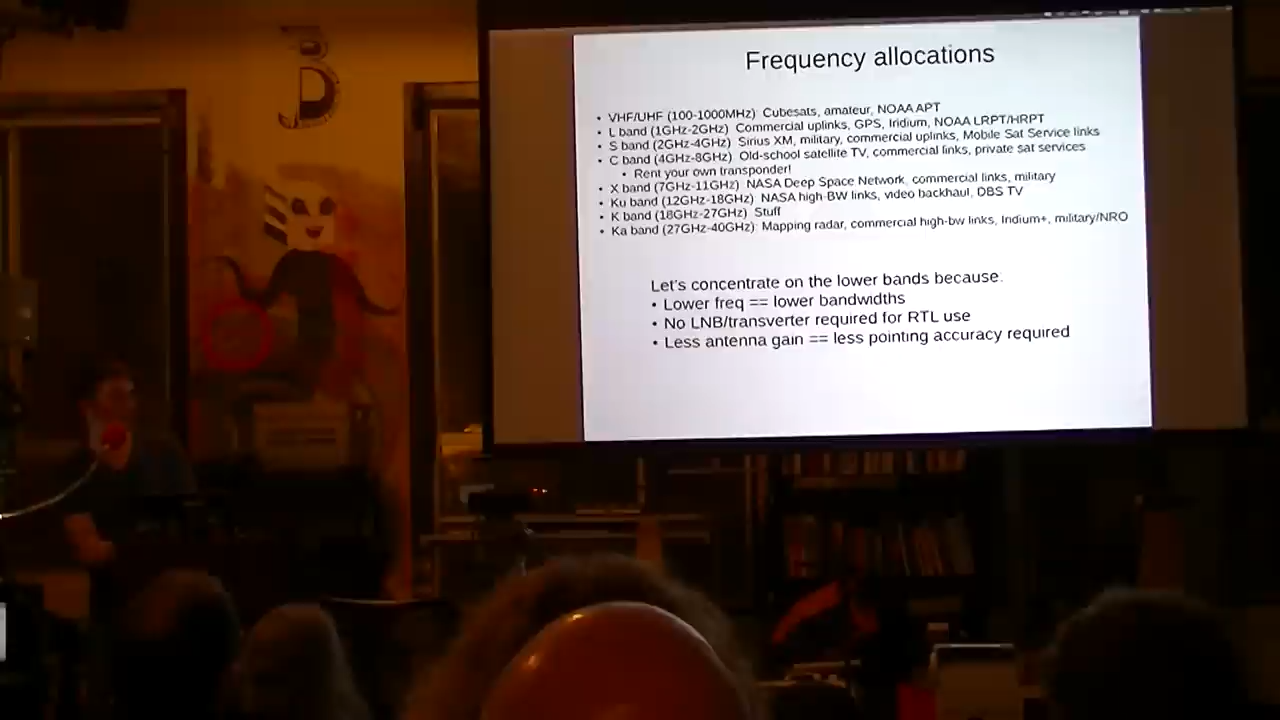 3
Frequency allocations
• VHF/UHF (100-1000MHz) Cubesats, amateur, NOAA APT
• L band (1GHz-2GHz) Commercial uplinks, GPS, Iridium, NOAA LRPT/HRPT
• S band (2GHz-4GHz) Sirius XM, military, commercial uplinks, Mobile Sat Service links
• C band (4GHz-8GHz) Old-school satellite TV, commercial links, private sat services
• Rent your own transponder!
• X band (7GHz-11GHz) NASA Deep Space Network, commercial links, military
• Ku band (12GHz-18GHz) NASA high-BW links, video backhaul, DBS TV
• K band (18GHz-27GHz) Stuff
• Ka band (27GHz-40GHz): Mapping radar, commercial high-bw links, Iridium+, military/NRO
Let's concentrate on the lower bands because:
• Lower freq == lower bandwidths
• No LNB/transverter required for RTL use
• Less antenna gain == less pointing accuracy required